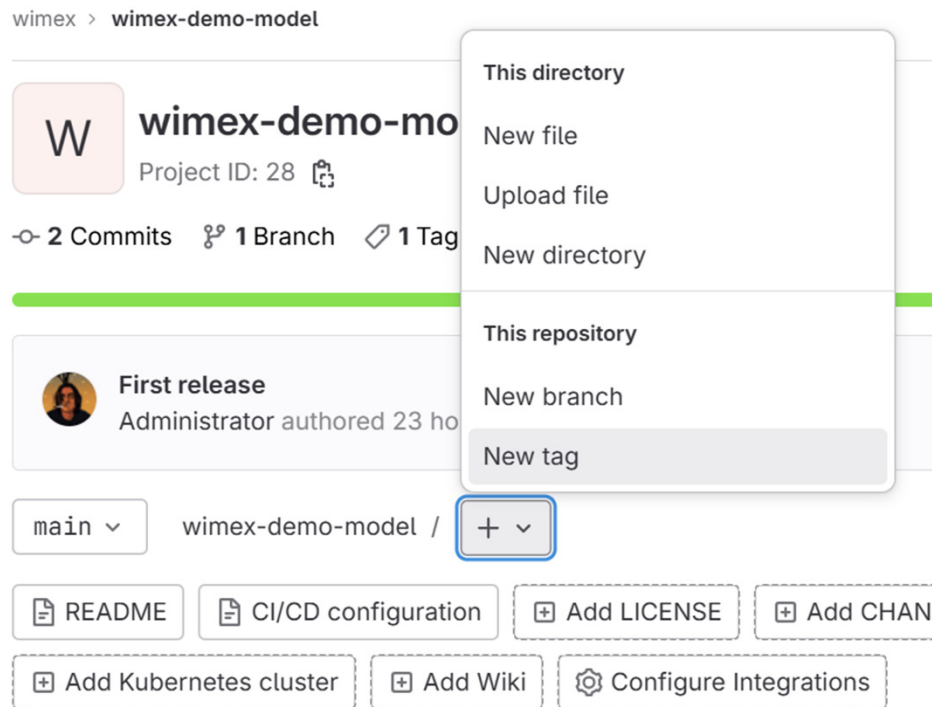 wimex > wimex-demo-model
W
wimex-demo-mo
Project ID: 28
2 Commits 1 Branch 1 Tag
First release
Administrator authored 23 ho
This directory
New file
Upload file
New directory
This repository
New branch
New tag
main wimex-demo-model / +
README CI/CD configuration Add LICENSE Add CHAN
Add Kubernetes cluster Add Wiki Configure Integrations